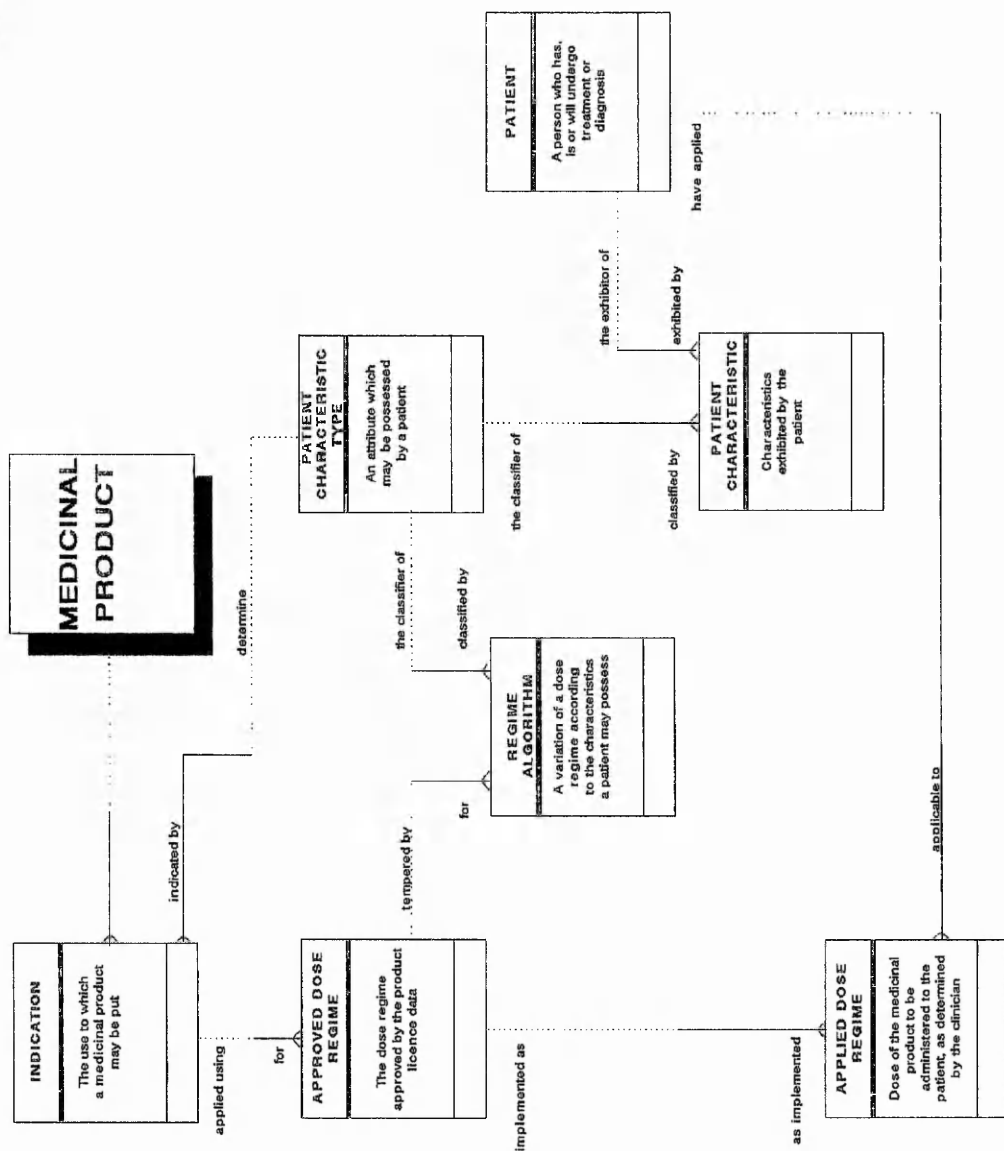 MEDICINAL
PRODUCT
INDICATION
The use to which
a medicinal product
may be put
indicated by
determine
applied using
for
APPROVED DOSE
REGIME
The dose regime
approved by the product
licence data
tempered by
for
REGIME
ALGORITHM
A variation of a dose
regime according
to the characteristics
a patient may possess
the classifier of
classified by
PATIENT
CHARACTERISTIC
TYPE
An attribute which
may be possessed
by a patient
the classifier of
classified by
PATIENT
A person who has,
is or will undergo
treatment or
diagnosis
the exhibitor of
exhibited by
have applied
PATIENT
CHARACTERISTIC
Characteristics
exhibited by the
patient
implemented as
as implemented
applicable to
APPLIED DOSE
REGIME
Dose of the medicinal
product to be
administered to the
patient, as determined
by the clinician